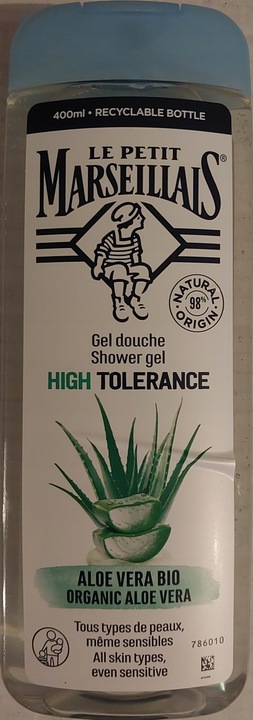 400ml • RECYCLABLE BOTTLE
LE PETIT
MARSEILLAIS®
NATURAL
98%
ORIGIN
Gel douche
Shower gel
HIGH TOLERANCE
ALOE VERA BIO
ORGANIC ALOE VERA
Tous types de peaux,
même sensibles
786010
All skin types,
even sensitive